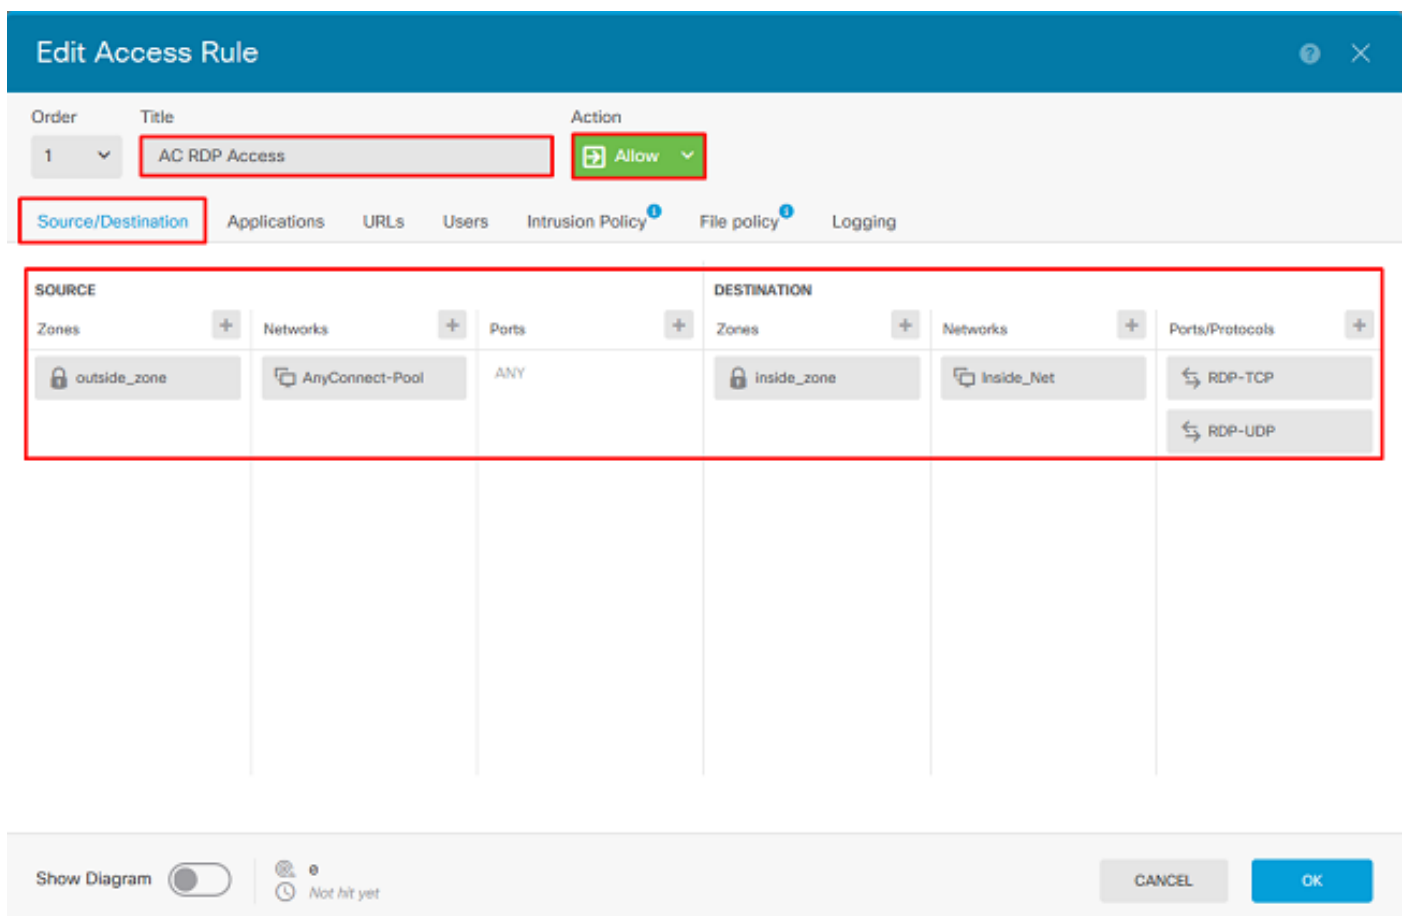 Edit Access Rule
Order Title Action
1 AC RDP Access Allow
Source/Destination Applications URLs Users Intrusion Policy File policy Logging
SOURCE DESTINATION
Zones Networks Ports Zones Networks Ports/Protocols
outside_zone AnyConnect-Pool ANY inside_zone Inside_Net RDP-TCP
RDP-UDP
Show Diagram 0
Not hit yet
CANCEL OK